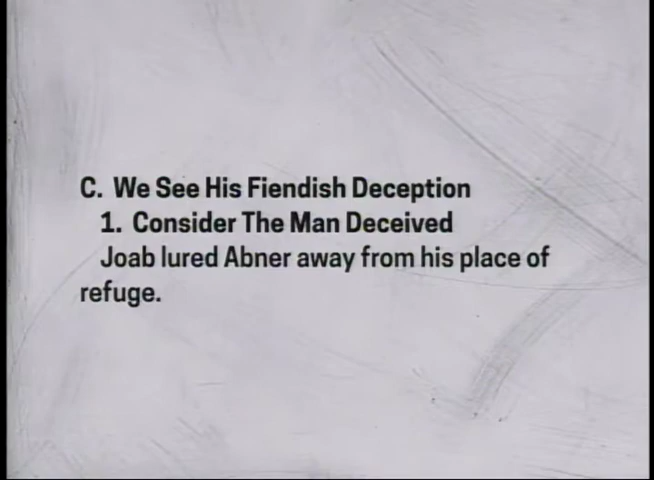 C. We See His Fiendish Deception
1. Consider The Man Deceived
Joab lured Abner away from his place of
refuge.